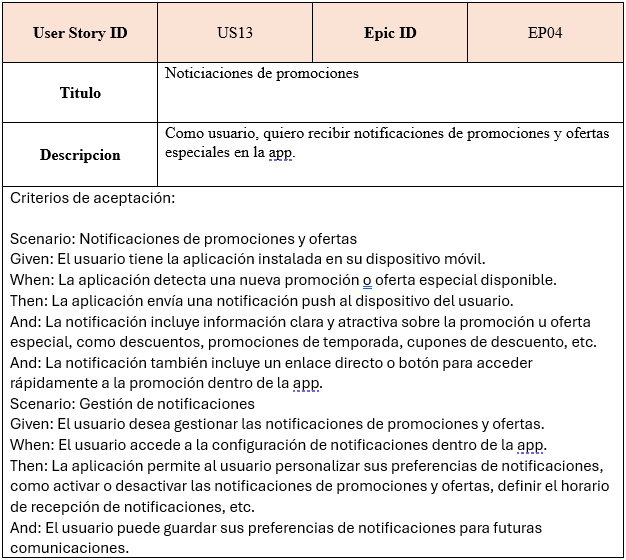 User Story ID US13 Epic ID EP04
Titulo Noticiaciones de promociones
Descripcion Como usuario, quiero recibir notificaciones de promociones y ofertas
especiales en la app.
Criterios de aceptación:
Scenario: Notificaciones de promociones y ofertas
Given: El usuario tiene la aplicación instalada en su dispositivo móvil.
When: La aplicación detecta una nueva promoción o oferta especial disponible.
Then: La aplicación envía una notificación push al dispositivo del usuario.
And: La notificación incluye información clara y atractiva sobre la promoción u oferta
especial, como descuentos, promociones de temporada, cupones de descuento, etc.
And: La notificación también incluye un enlace directo o botón para acceder
rápidamente a la promoción dentro de la app.
Scenario: Gestión de notificaciones
Given: El usuario desea gestionar las notificaciones de promociones y ofertas.
When: El usuario accede a la configuración de notificaciones dentro de la app.
Then: La aplicación permite al usuario personalizar sus preferencias de notificaciones,
como activar o desactivar las notificaciones de promociones y ofertas, definir el horario
de recepción de notificaciones, etc.
And: El usuario puede guardar sus preferencias de notificaciones para futuras
comunicaciones.